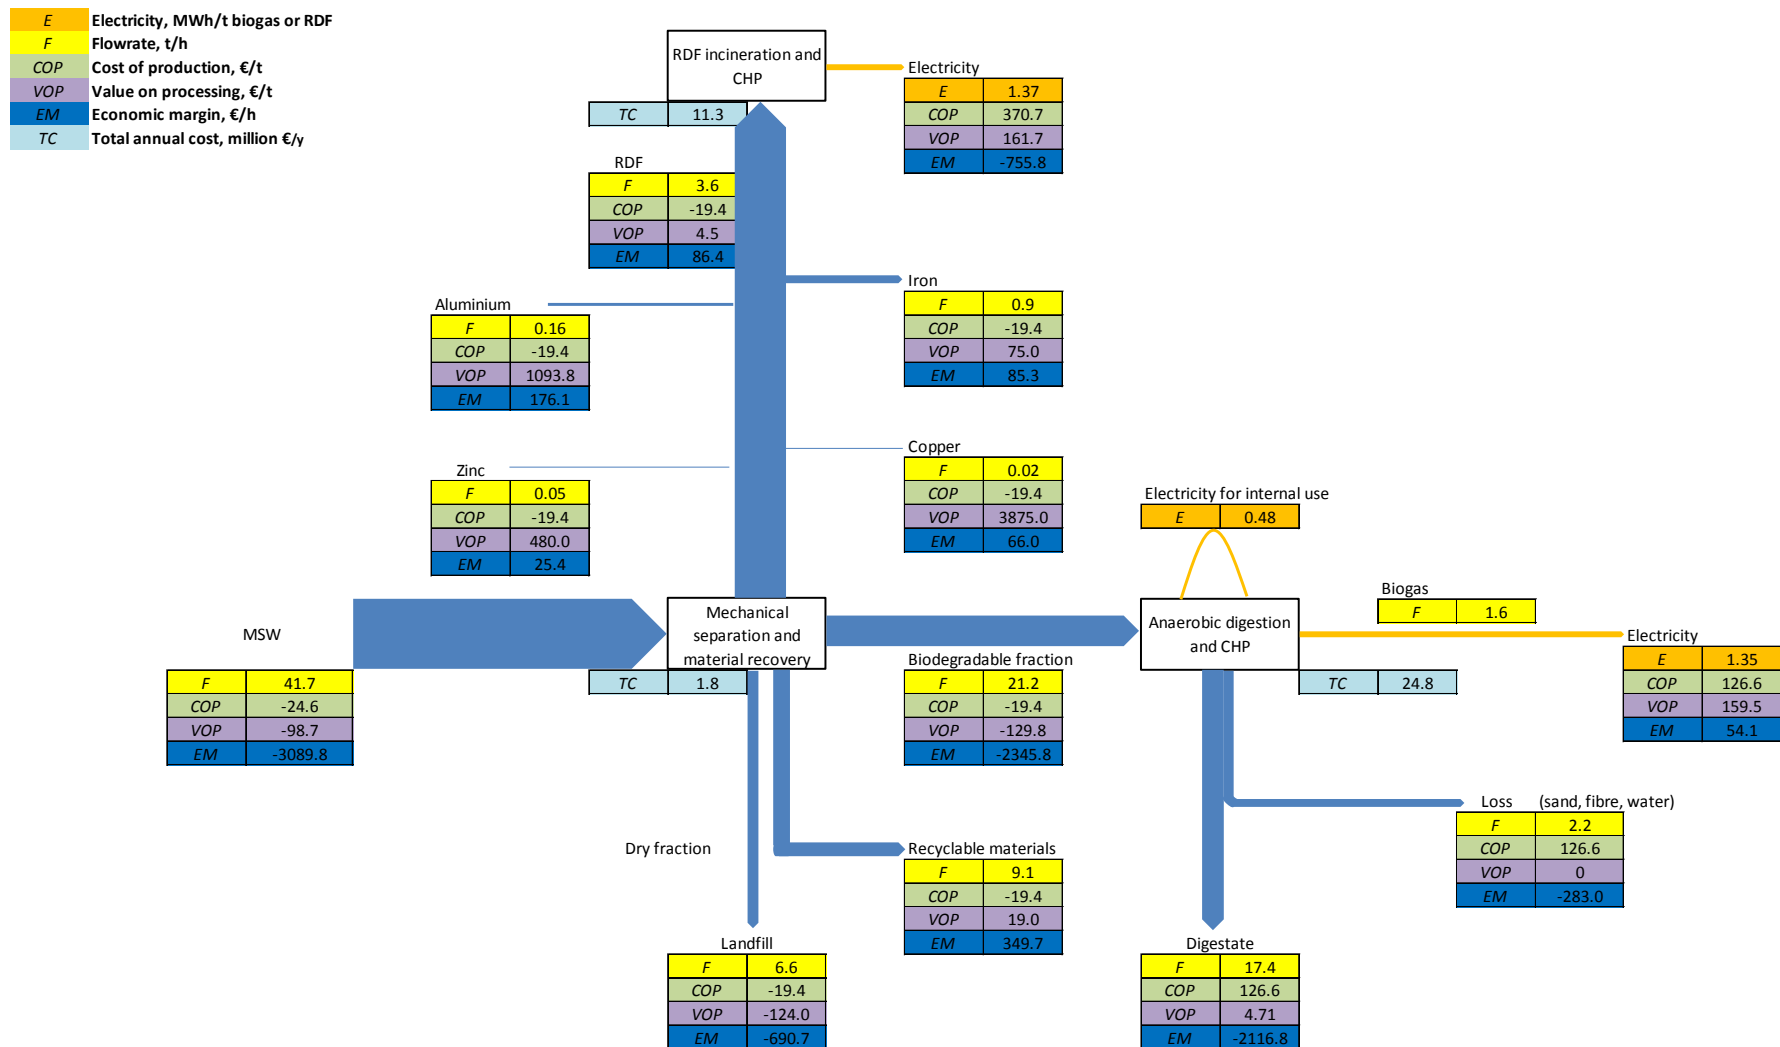 E Electricity, MWh/t biogas or RDF
F Flowrate, t/h
COP Cost of production, €/t
VOP Value on processing, €/t
EM Economic margin, €/h
TC Total annual cost, million €/y
RDF incineration and
CHP
TC 11.3
Electricity
E 1.37
COP 370.7
VOP 161.7
EM -755.8
RDF
F 3.6
COP -19.4
VOP 4.5
EM 86.4
Iron
F 0.9
COP -19.4
VOP 75.0
EM 85.3
Aluminium
F 0.16
COP -19.4
VOP 1093.8
EM 176.1
Copper
F 0.02
COP -19.4
VOP 3875.0
EM 66.0
Zinc
F 0.05
COP -19.4
VOP 480.0
EM 25.4
Electricity for internal use
E 0.48
MSW
F 41.7
COP -24.6
VOP -98.7
EM -3089.8
Mechanical
separation and
material recovery
TC 1.8
Biodegradable fraction
F 21.2
COP -19.4
VOP -129.8
EM -2345.8
Anaerobic digestion
and CHP
TC 24.8
Biogas
F 1.6
Electricity
E 1.35
COP 126.6
VOP 159.5
EM 54.1
Loss (sand, fibre, water)
F 2.2
COP 126.6
VOP 0
EM -283.0
Dry fraction
Recyclable materials
F 9.1
COP -19.4
VOP 19.0
EM 349.7
Landfill
F 6.6
COP -19.4
VOP -124.0
EM -690.7
Digestate
F 17.4
COP 126.6
VOP 4.71
EM -2116.8